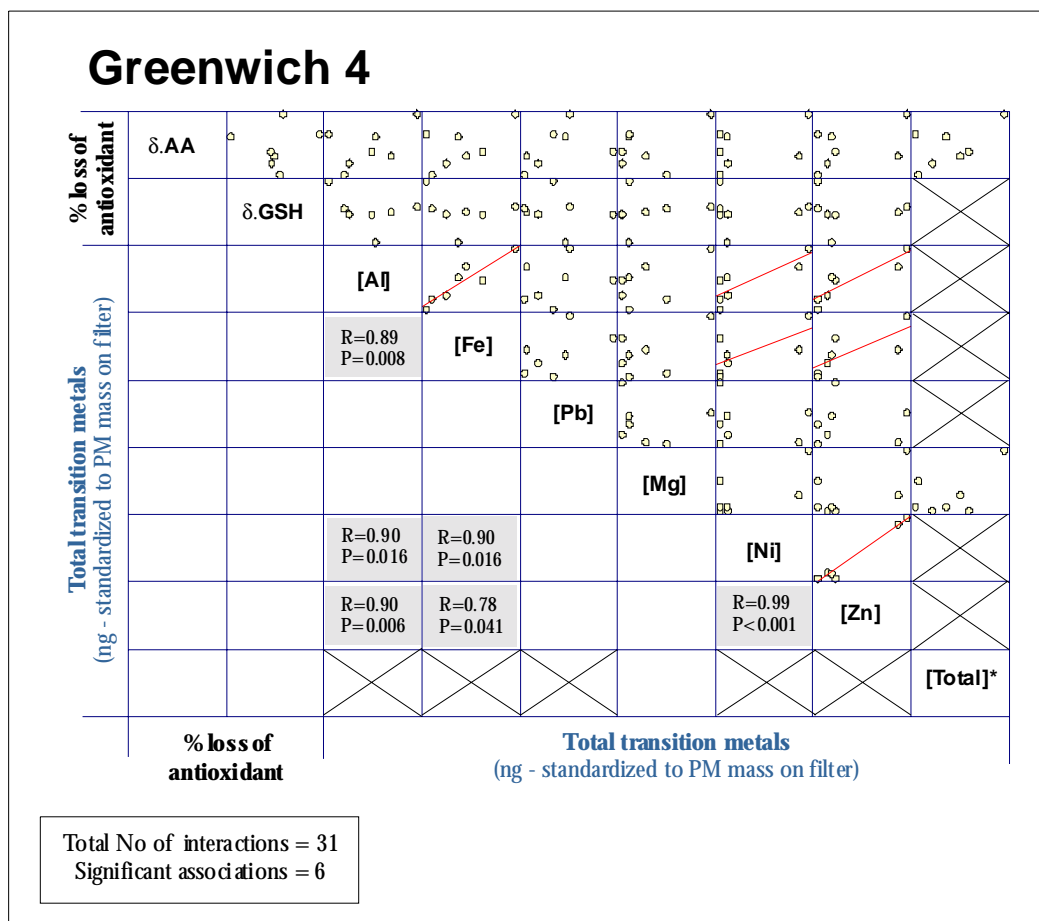 Greenwich 4
% loss of
antioxidant
δ.AA
δ.GSH
Total transition metals
(ng - standardized to PM mass on filter)
[Al]
R=0.89
P=0.008
[Fe]
[Pb]
[Mg]
R=0.90
P=0.016
R=0.90
P=0.016
[Ni]
R=0.90
P=0.006
R=0.78
P=0.041
R=0.99
P<0.001
[Zn]
[Total]*
% loss of
antioxidant
Total transition metals
(ng - standardized to PM mass on filter)
Total No of interactions = 31
Significant associations = 6